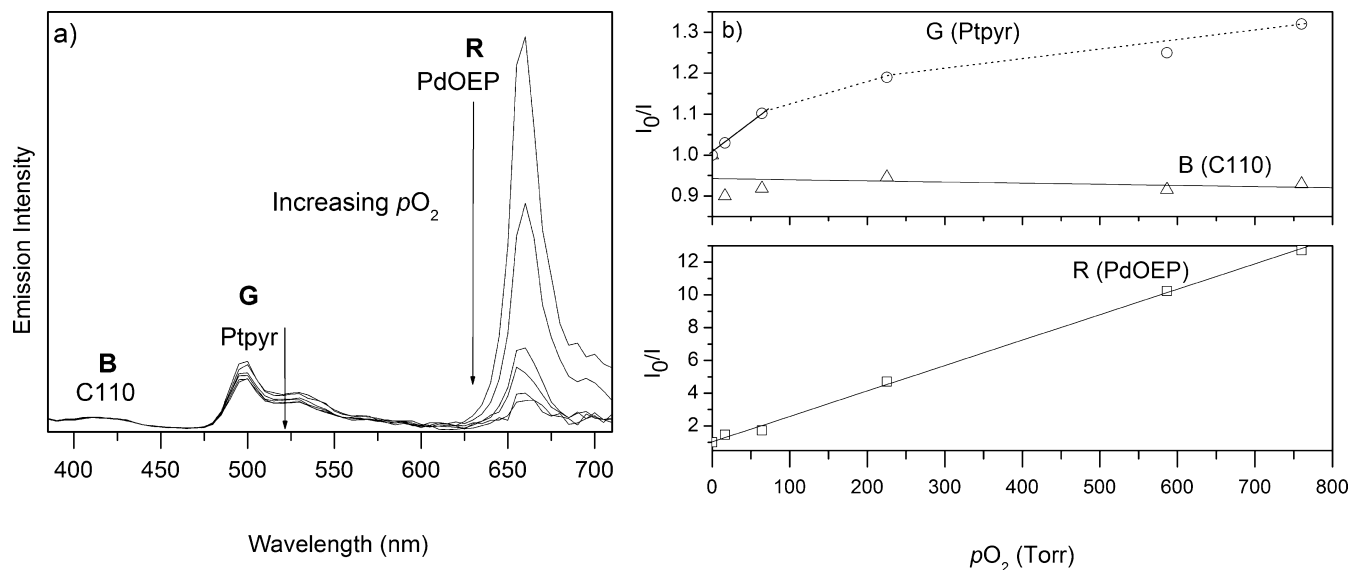 a)
R
PdOEP
Increasing pO₂
G
Ptpyr
B
C110
Emission Intensity
400 450 500 550 600 650 700
Wavelength (nm)
b)
G (Ptpyr)
B (C110)
I₀/I
1.3
1.2
1.1
1.0
0.9
R (PdOEP)
I₀/I
12
10
8
6
4
2
0 100 200 300 400 500 600 700 800
pO₂ (Torr)